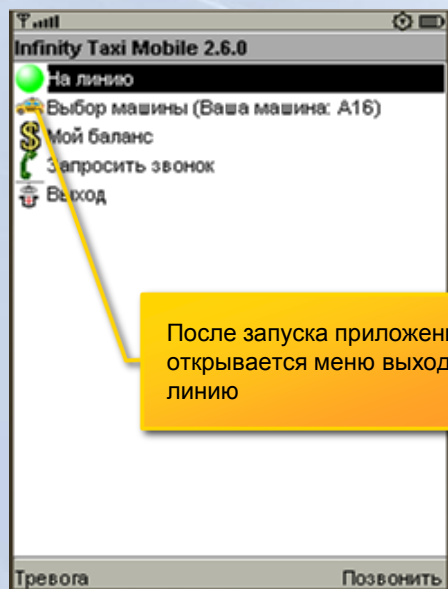 Infinity Taxi Mobile 2.6.0
На линию
Выбор машины (Ваша машина: А16)
Мой баланс
Запросить звонок
Выход
После запуска приложени
открывается меню выход
линию
Тревога Позвонить